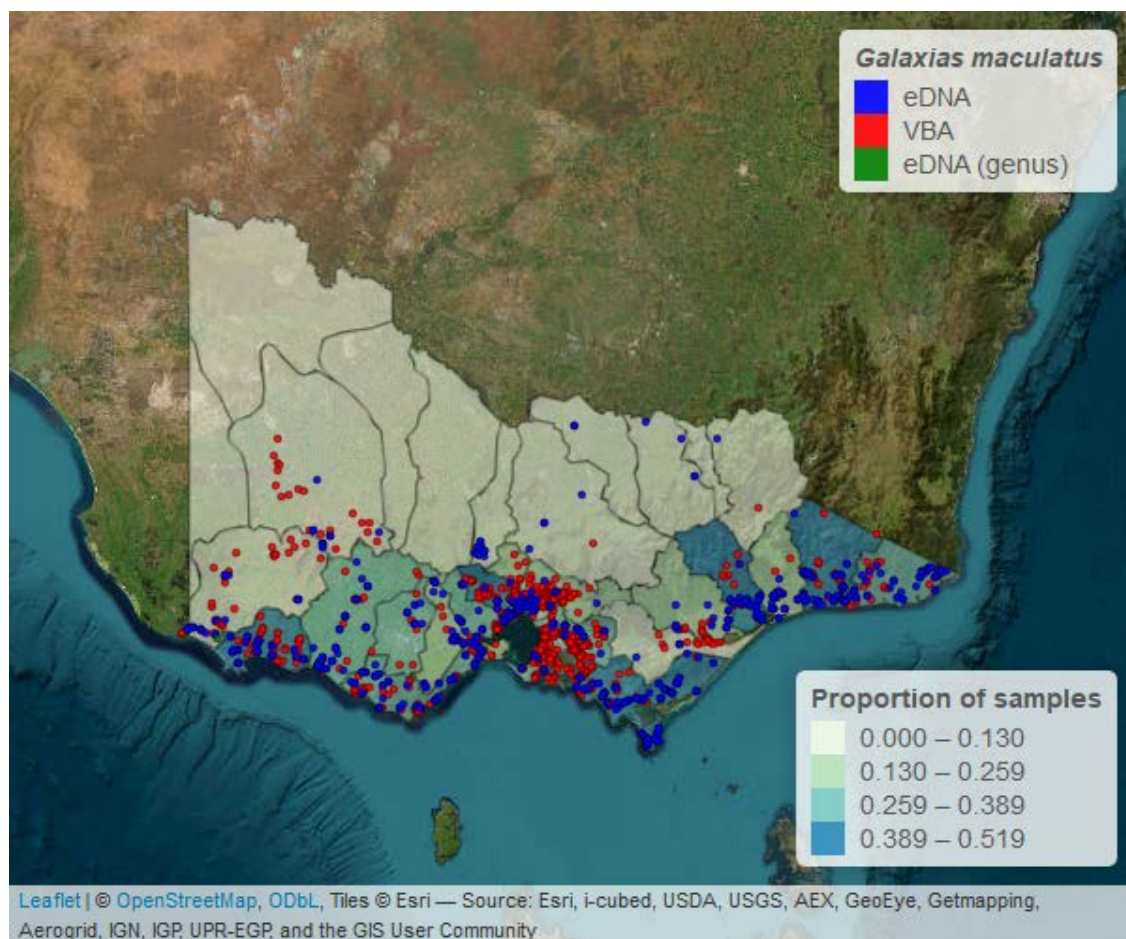 Galaxias maculatus
eDNA
VBA
eDNA (genus)
Proportion of samples
0.000 – 0.130
0.130 – 0.259
0.259 – 0.389
0.389 – 0.519
Leaflet | © OpenStreetMap, ODbL, Tiles © Esri — Source: Esri, i-cubed, USDA, USGS, AEX, GeoEye, Getmapping,
Aerogrid, IGN, IGP, UPR-EGP, and the GIS User Community